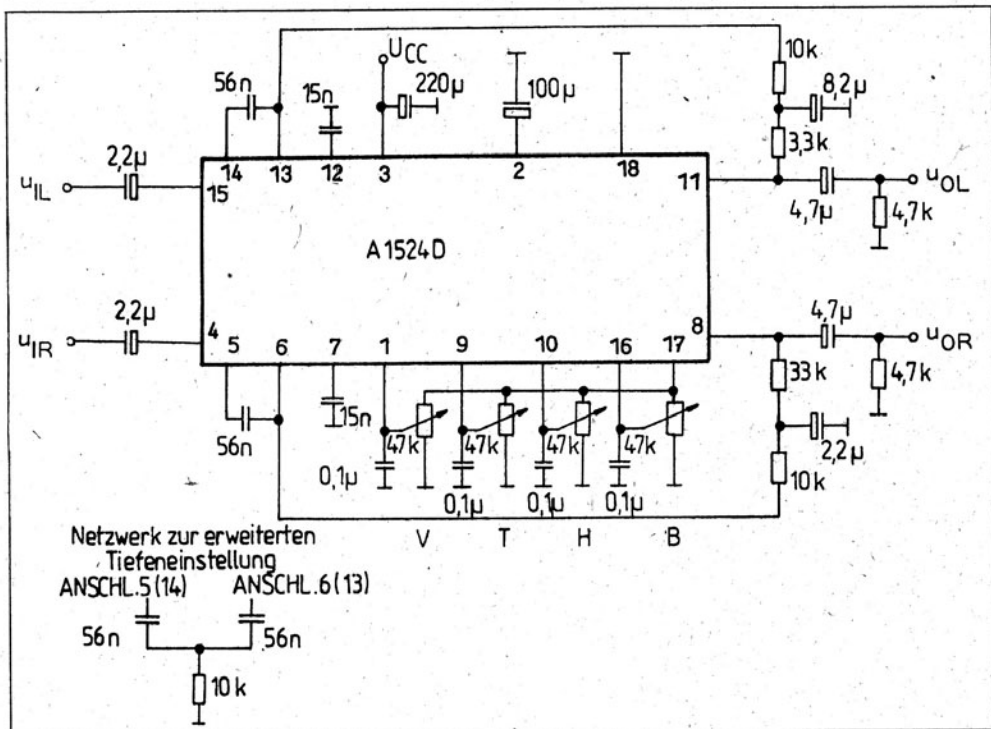 U_CC
10k
56n
15n
220µ
100µ
8,2µ
3,3k
2,2µ
14 13 12 3 2 18
u_IL
15
11
u_OL
4,7µ
4,7k
A1524D
2,2µ
4,7µ
4
8
u_IR
u_OR
5 6 7 1 9 10 16 17
33k
4,7k
56n
15n
47k 47k 47k 47k
2,2µ
0,1µ
0,1µ 0,1µ 0,1µ
10k
V T H B
Netzwerk zur erweiterten
Tiefeneinstellung
ANSCHL.5(14) ANSCHL.6(13)
56n 56n
10k